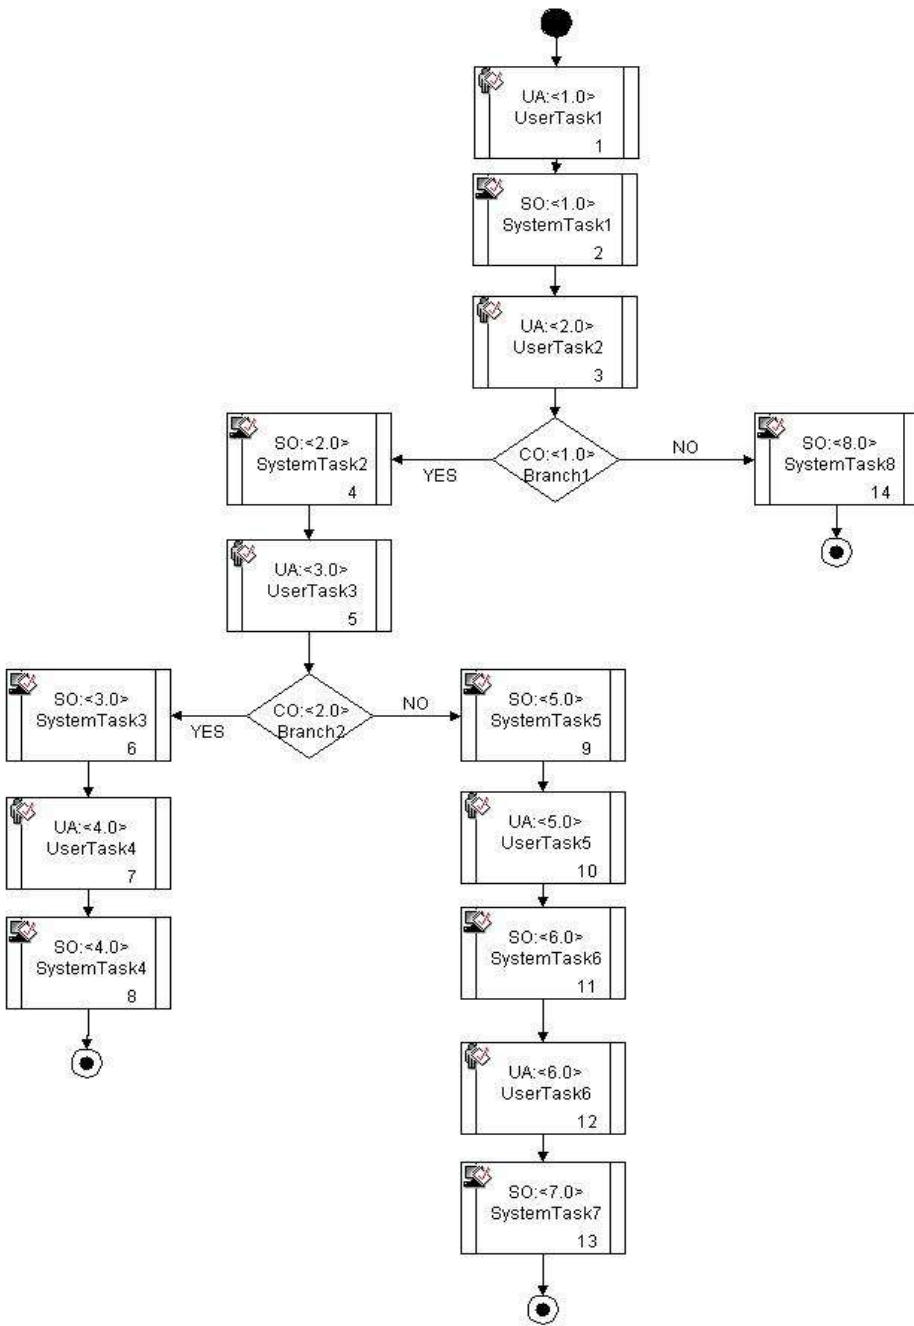 UA:<1.0>
UserTask1
1
SO:<1.0>
SystemTask1
2
UA:<2.0>
UserTask2
3
CO:<1.0>
Branch1
YES
NO
SO:<2.0>
SystemTask2
4
SO:<8.0>
SystemTask8
14
UA:<3.0>
UserTask3
5
CO:<2.0>
Branch2
YES
NO
SO:<3.0>
SystemTask3
6
UA:<4.0>
UserTask4
7
SO:<4.0>
SystemTask4
8
SO:<5.0>
SystemTask5
9
UA:<5.0>
UserTask5
10
SO:<6.0>
SystemTask6
11
UA:<6.0>
UserTask6
12
SO:<7.0>
SystemTask7
13